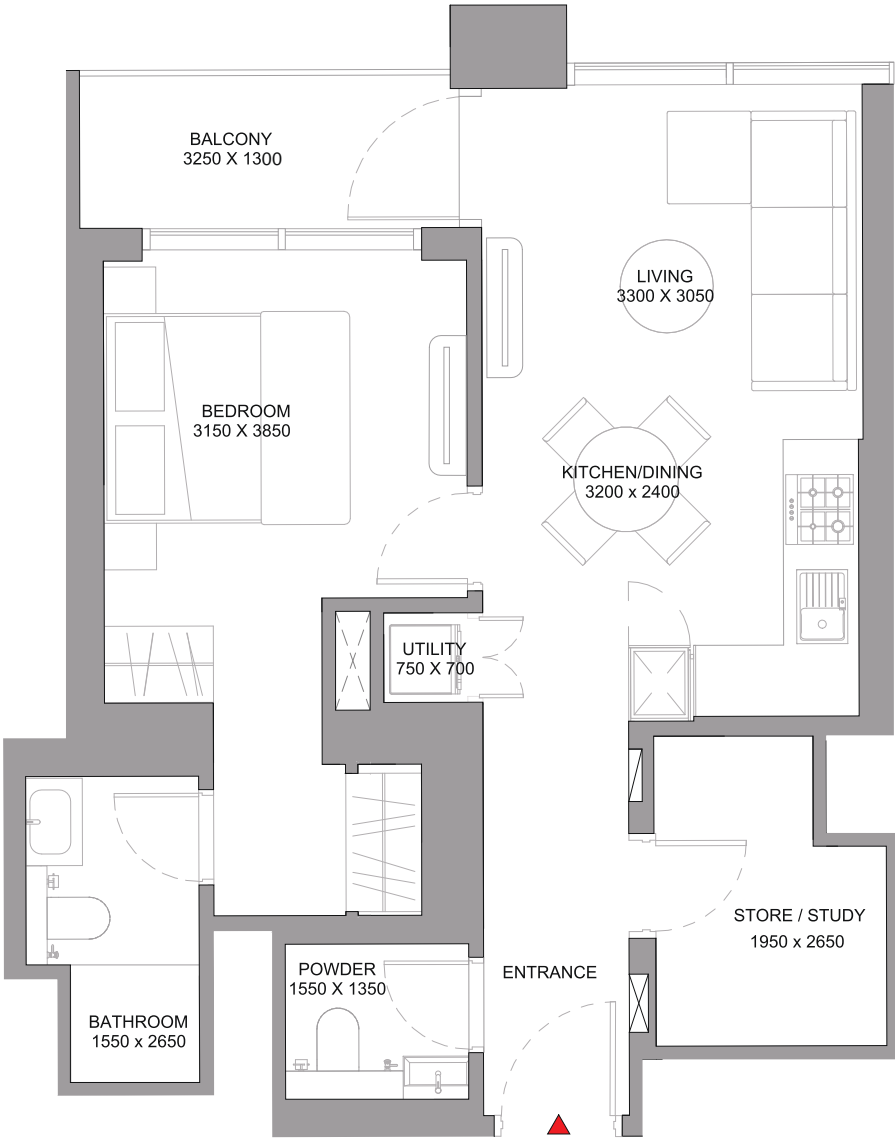 BALCONY
3250 X 1300
LIVING
3300 X 3050
BEDROOM
3150 X 3850
KITCHEN/DINING
3200 x 2400
UTILITY
750 X 700
STORE / STUDY
1950 x 2650
POWDER
1550 X 1350
ENTRANCE
BATHROOM
1550 x 2650